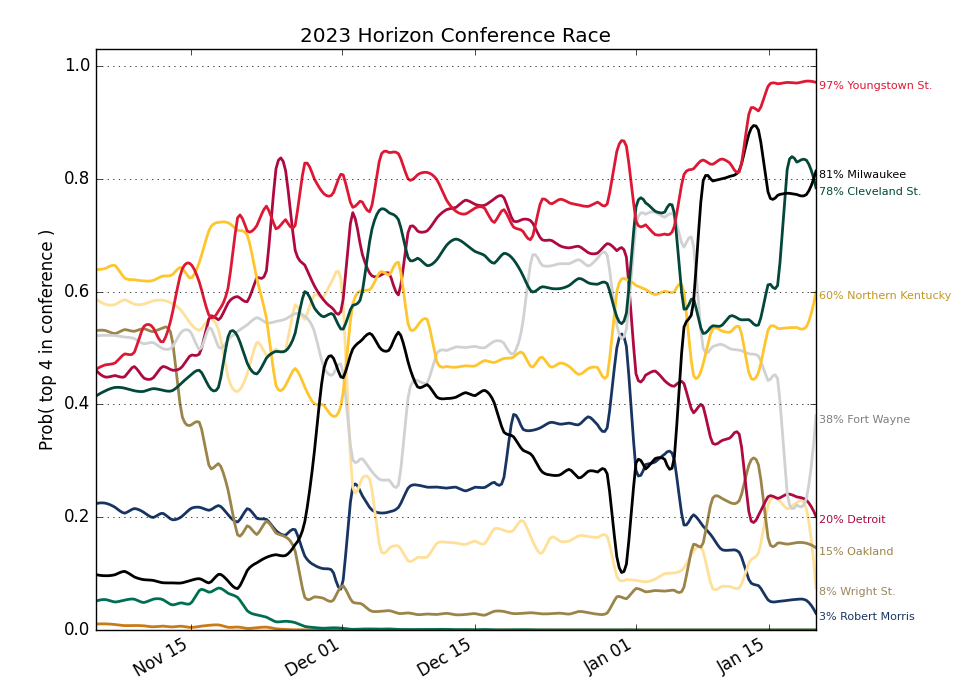 2023 Horizon Conference Race
Prob( top 4 in conference )
1.0
0.8
0.6
0.4
0.2
0.0
Nov 15
Dec 01
Dec 15
Jan 01
Jan 15
97% Youngstown St.
81% Milwaukee
78% Cleveland St.
60% Northern Kentucky
38% Fort Wayne
20% Detroit
15% Oakland
8% Wright St.
3% Robert Morris